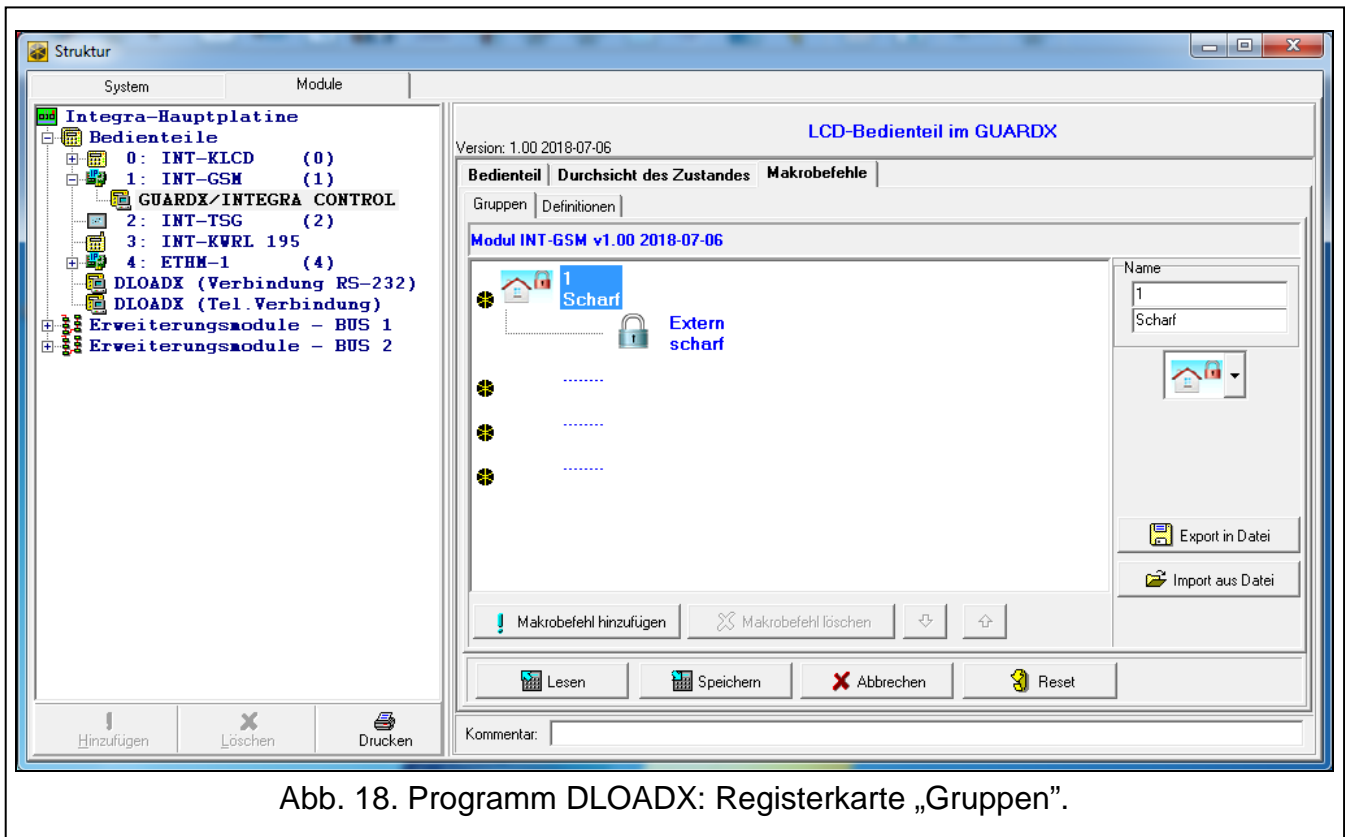 Struktur
System
Module
Integra-Hauptplatine
Bedienteile
0: INT-KLCD (0)
1: INT-GSM (1)
GUARDX/INTEGRA CONTROL
2: INT-TSG (2)
3: INT-KWRL 195
4: ETHM-1 (4)
DLOADX (Verbindung RS-232)
DLOADX (Tel.Verbindung)
Erweiterungsmodule - BUS 1
Erweiterungsmodule - BUS 2
Hinzufügen
Löschen
Drucken
LCD-Bedienteil im GUARDX
Version: 1.00 2018-07-06
Bedienteil
Durchsicht des Zustandes
Makrobefehle
Gruppen
Definitionen
Modul INT-GSM v1.00 2018-07-06
1
Scharf
Extern
scharf
--------
--------
--------
Name
1
Scharf
Export in Datei
Import aus Datei
Makrobefehl hinzufügen
Makrobefehl löschen
Lesen
Speichern
Abbrechen
Reset
Kommentar:
Abb. 18. Programm DLOADX: Registerkarte „Gruppen”.